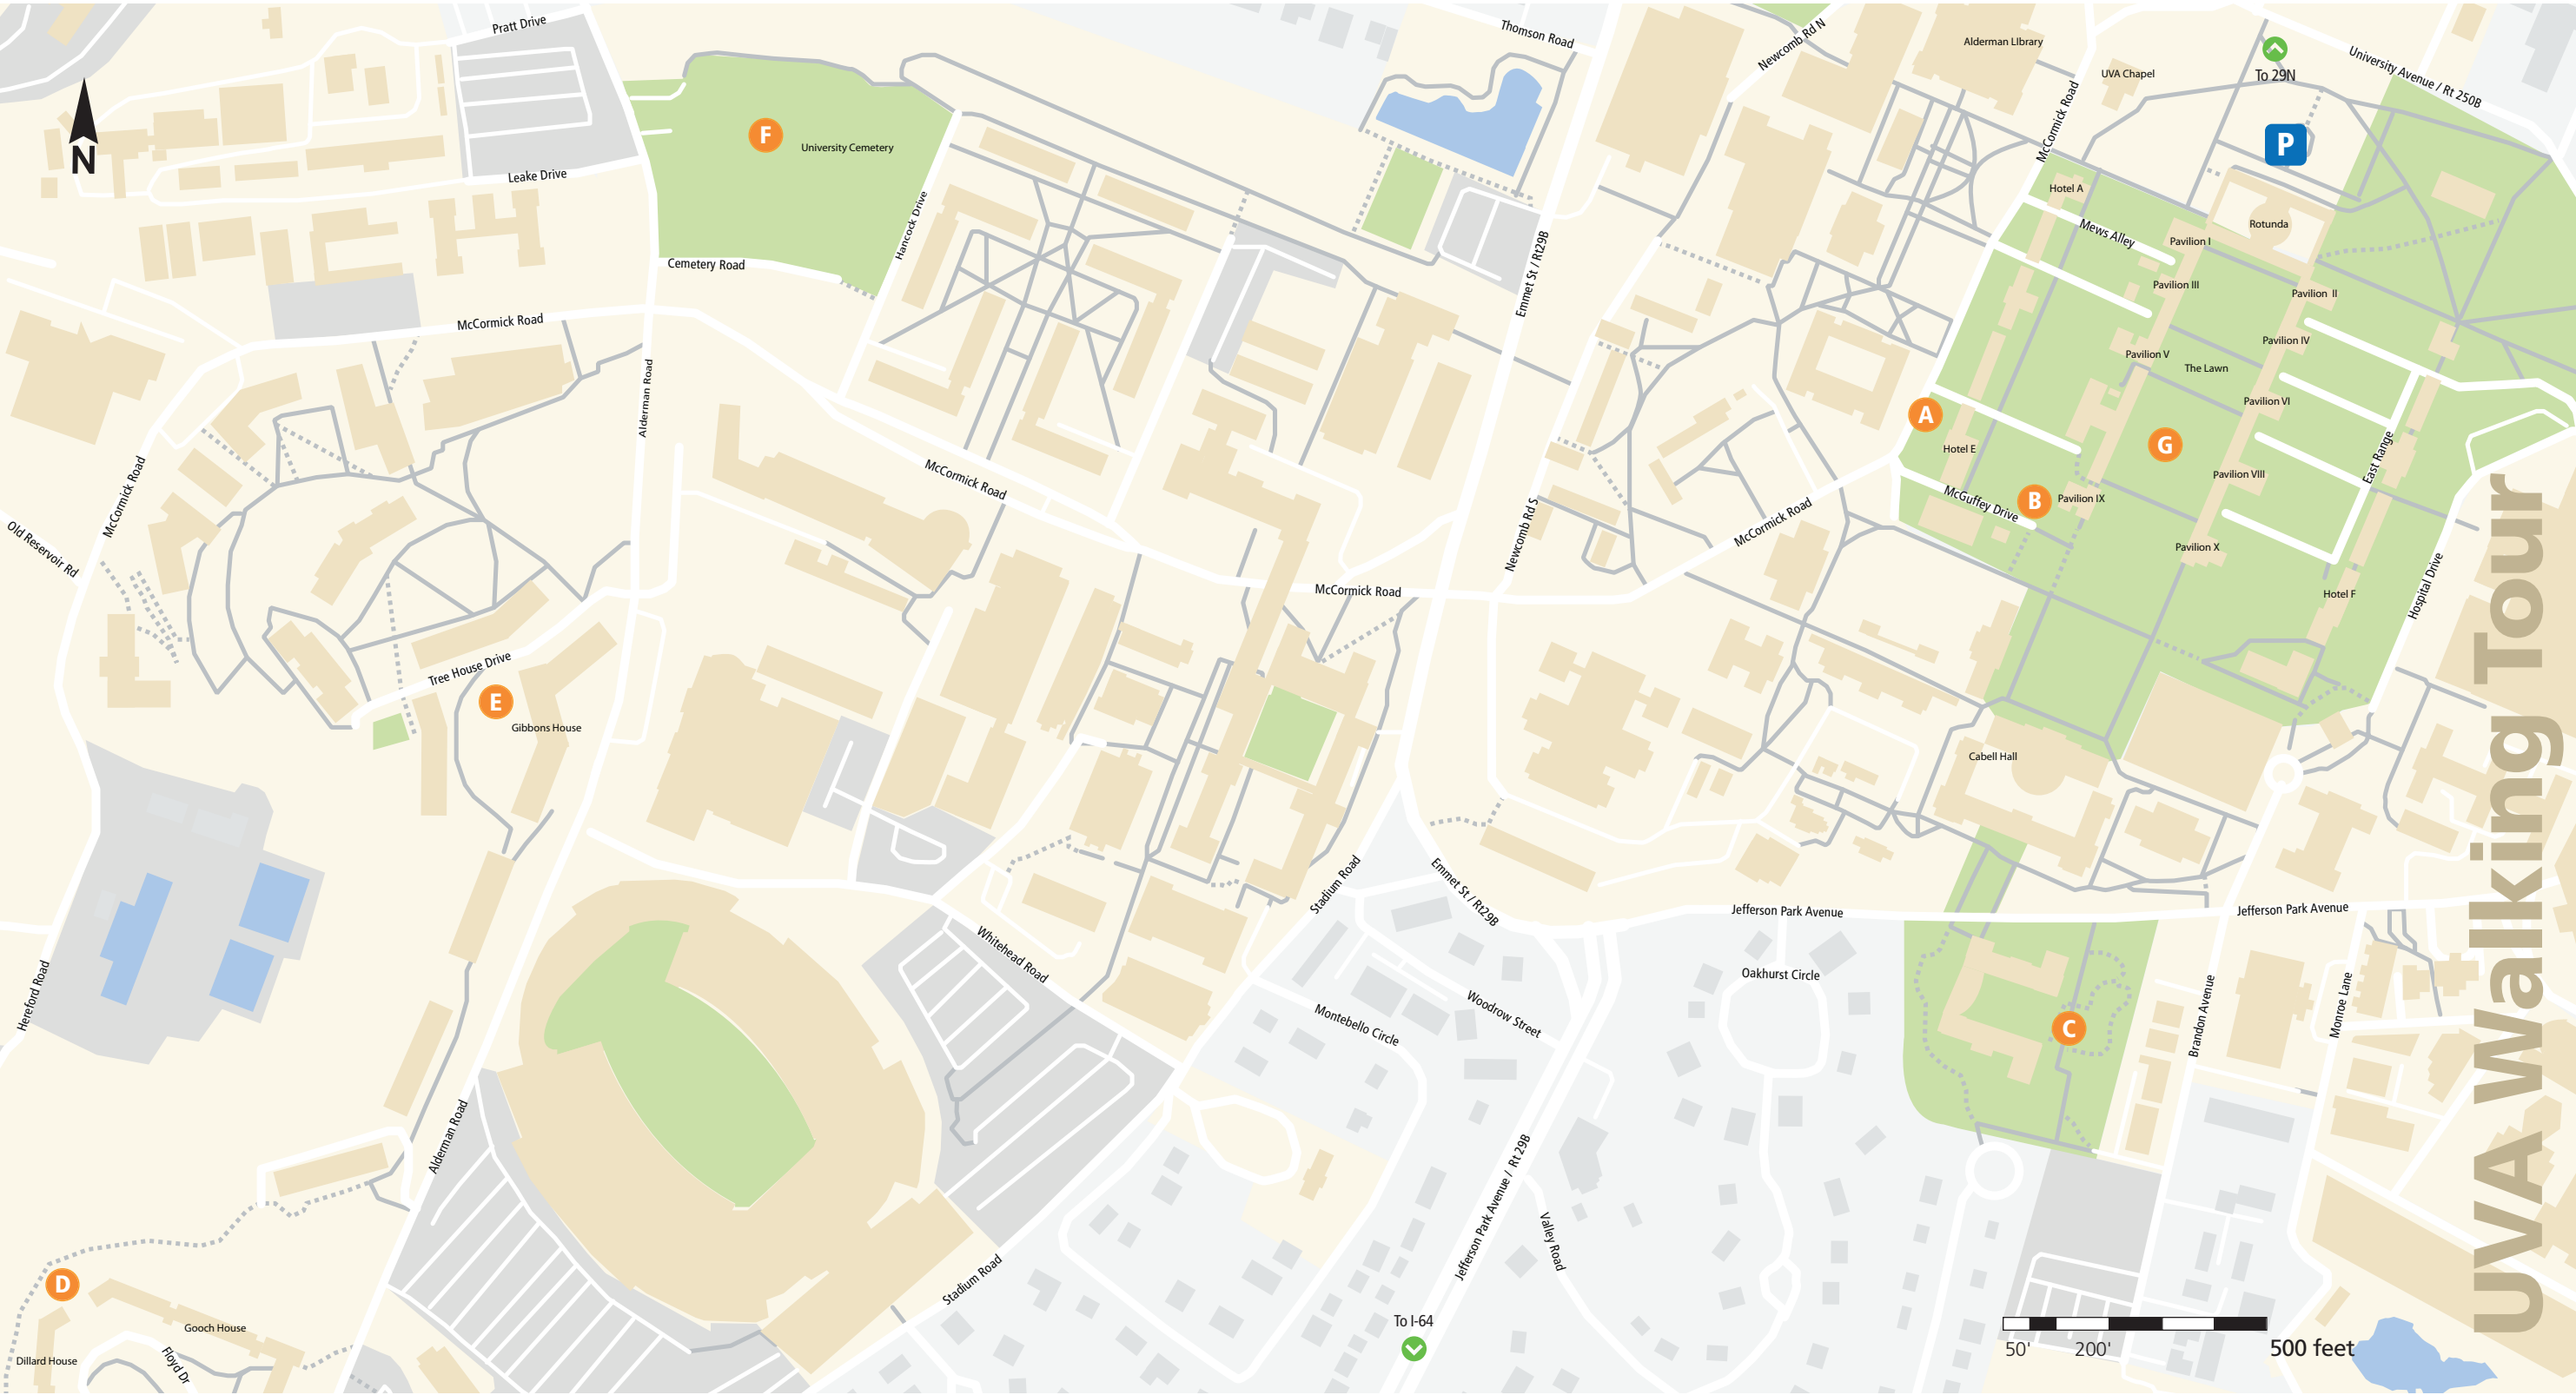 Pratt Drive
Thomson Road
Newcomb Rd N
Alderman LIbrary
UVA Chapel
To 29N
University Avenue / Rt 250B
N
F
University Cemetery
P
McCormick Road
Leake Drive
Hotel A
Hancock Drive
Mews Alley
Rotunda
Pavilion I
Cemetery Road
Emmet St / Rt29B
Pavilion III
Pavilion II
McCormick Road
Pavilion IV
Pavilion V
The Lawn
Alderman Road
Pavilion VI
A
G
Hotel E
East Range
McCormick Road
McCormick Road
Pavilion VIII
McGuffey Drive
B
Pavilion IX
Old Reservoir Rd
Newcomb Rd S
McCormick Road
Pavilion X
McCormick Road
Hotel F
Hospital Drive
Tree House Drive
E
Gibbons House
Cabell Hall
UVA Walking Tour
Stadium Road
Emmet St / Rt29B
Jefferson Park Avenue
Jefferson Park Avenue
Whitehead Road
Oakhurst Circle
Hereford Road
Woodrow Street
Montebello Circle
C
Brandon Avenue
Monroe Lane
Alderman Road
Jefferson Park Avenue / Rt 29B
Valley Road
D
Stadium Road
To I-64
Gooch House
Dillard House
Floyd Dr
50'
200'
500 feet